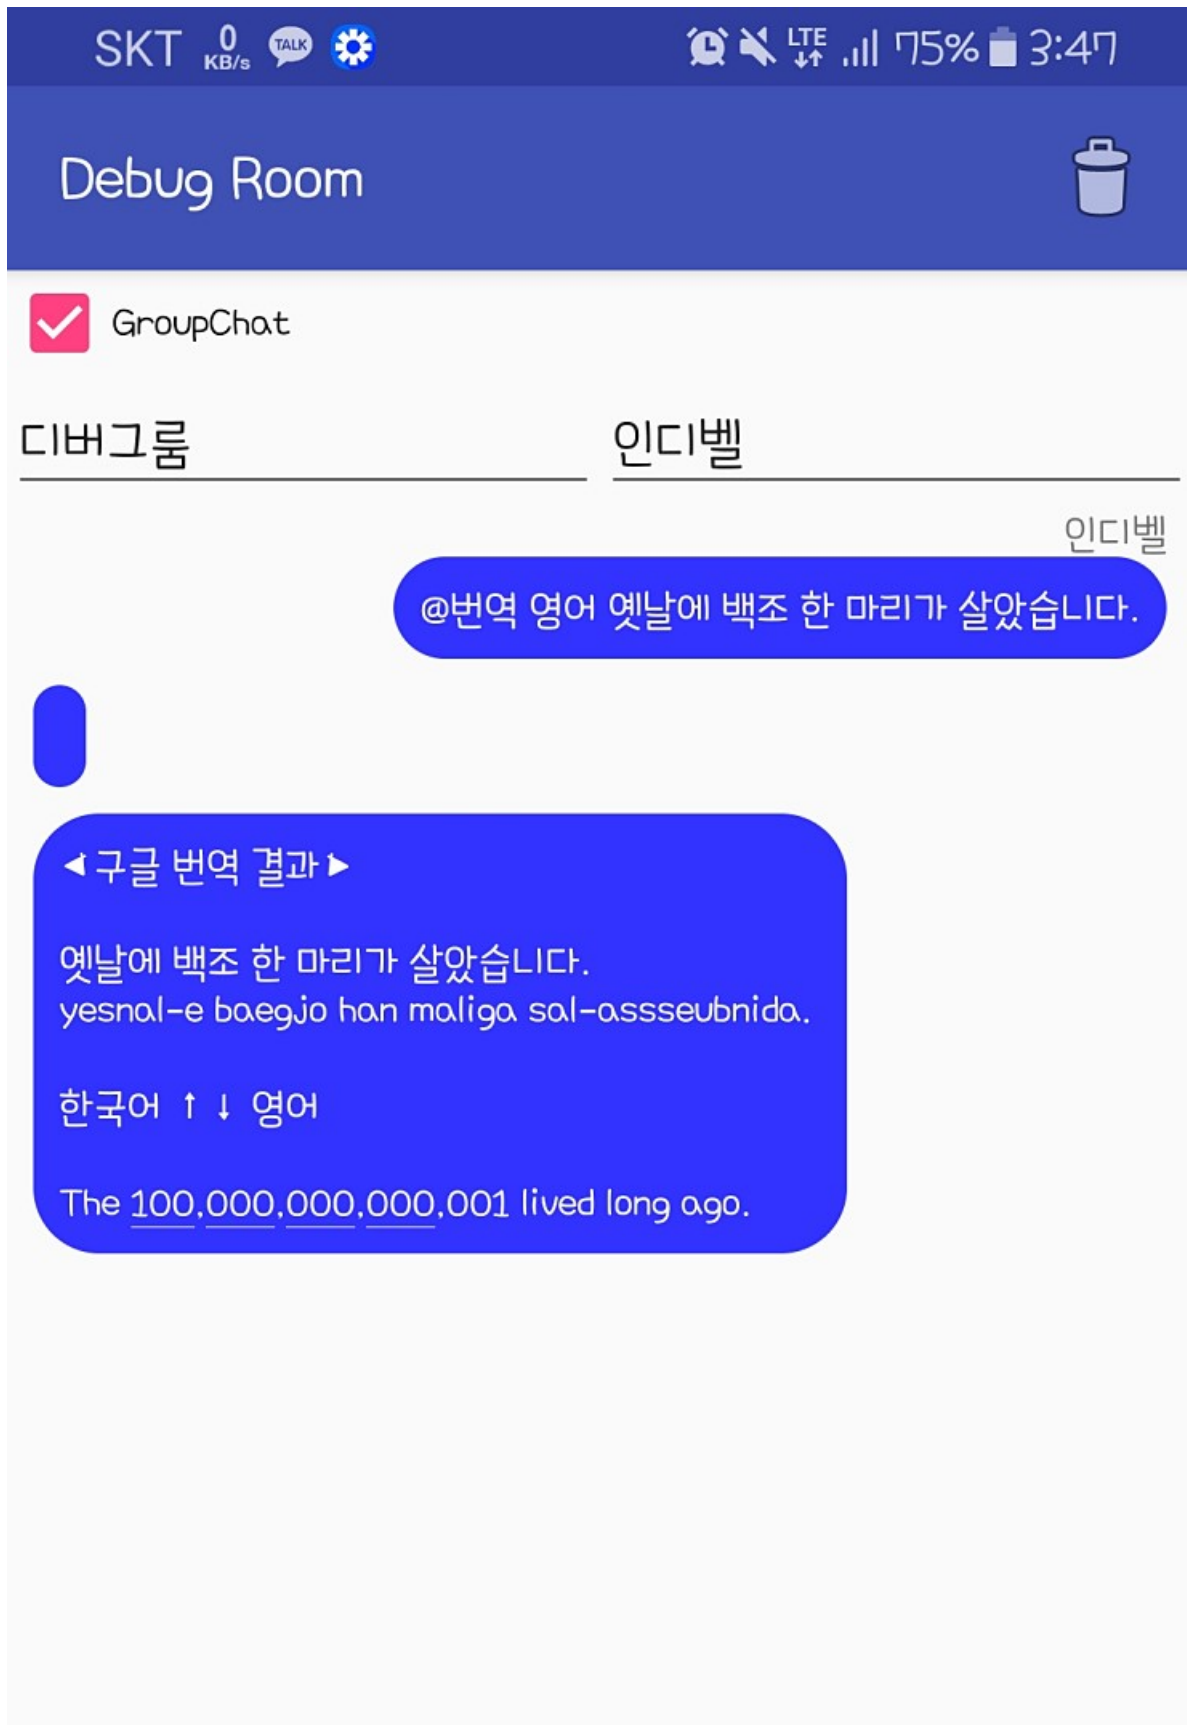 SKT 0 KB/s TALK LTE 75% 3:47
Debug Room
GroupChat
디버그룸 인디벨
인디벨
@번역 영어 옛날에 백조 한 마리가 살았습니다.
◀구글 번역 결과▶
옛날에 백조 한 마리가 살았습니다.
yesnal-e baegjo han maliga sal-assseubnida.
한국어 ↑↓ 영어
The 100,000,000,000,001 lived long ago.